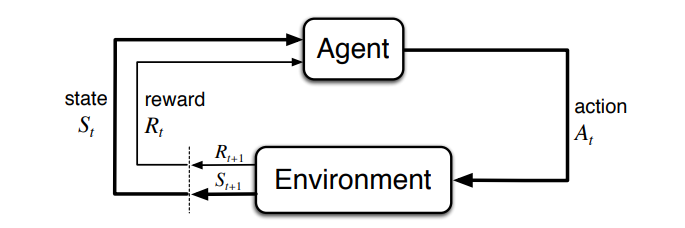 Agent
state
S_t
reward
R_t
action
A_t
R_{t+1}
S_{t+1}
Environment